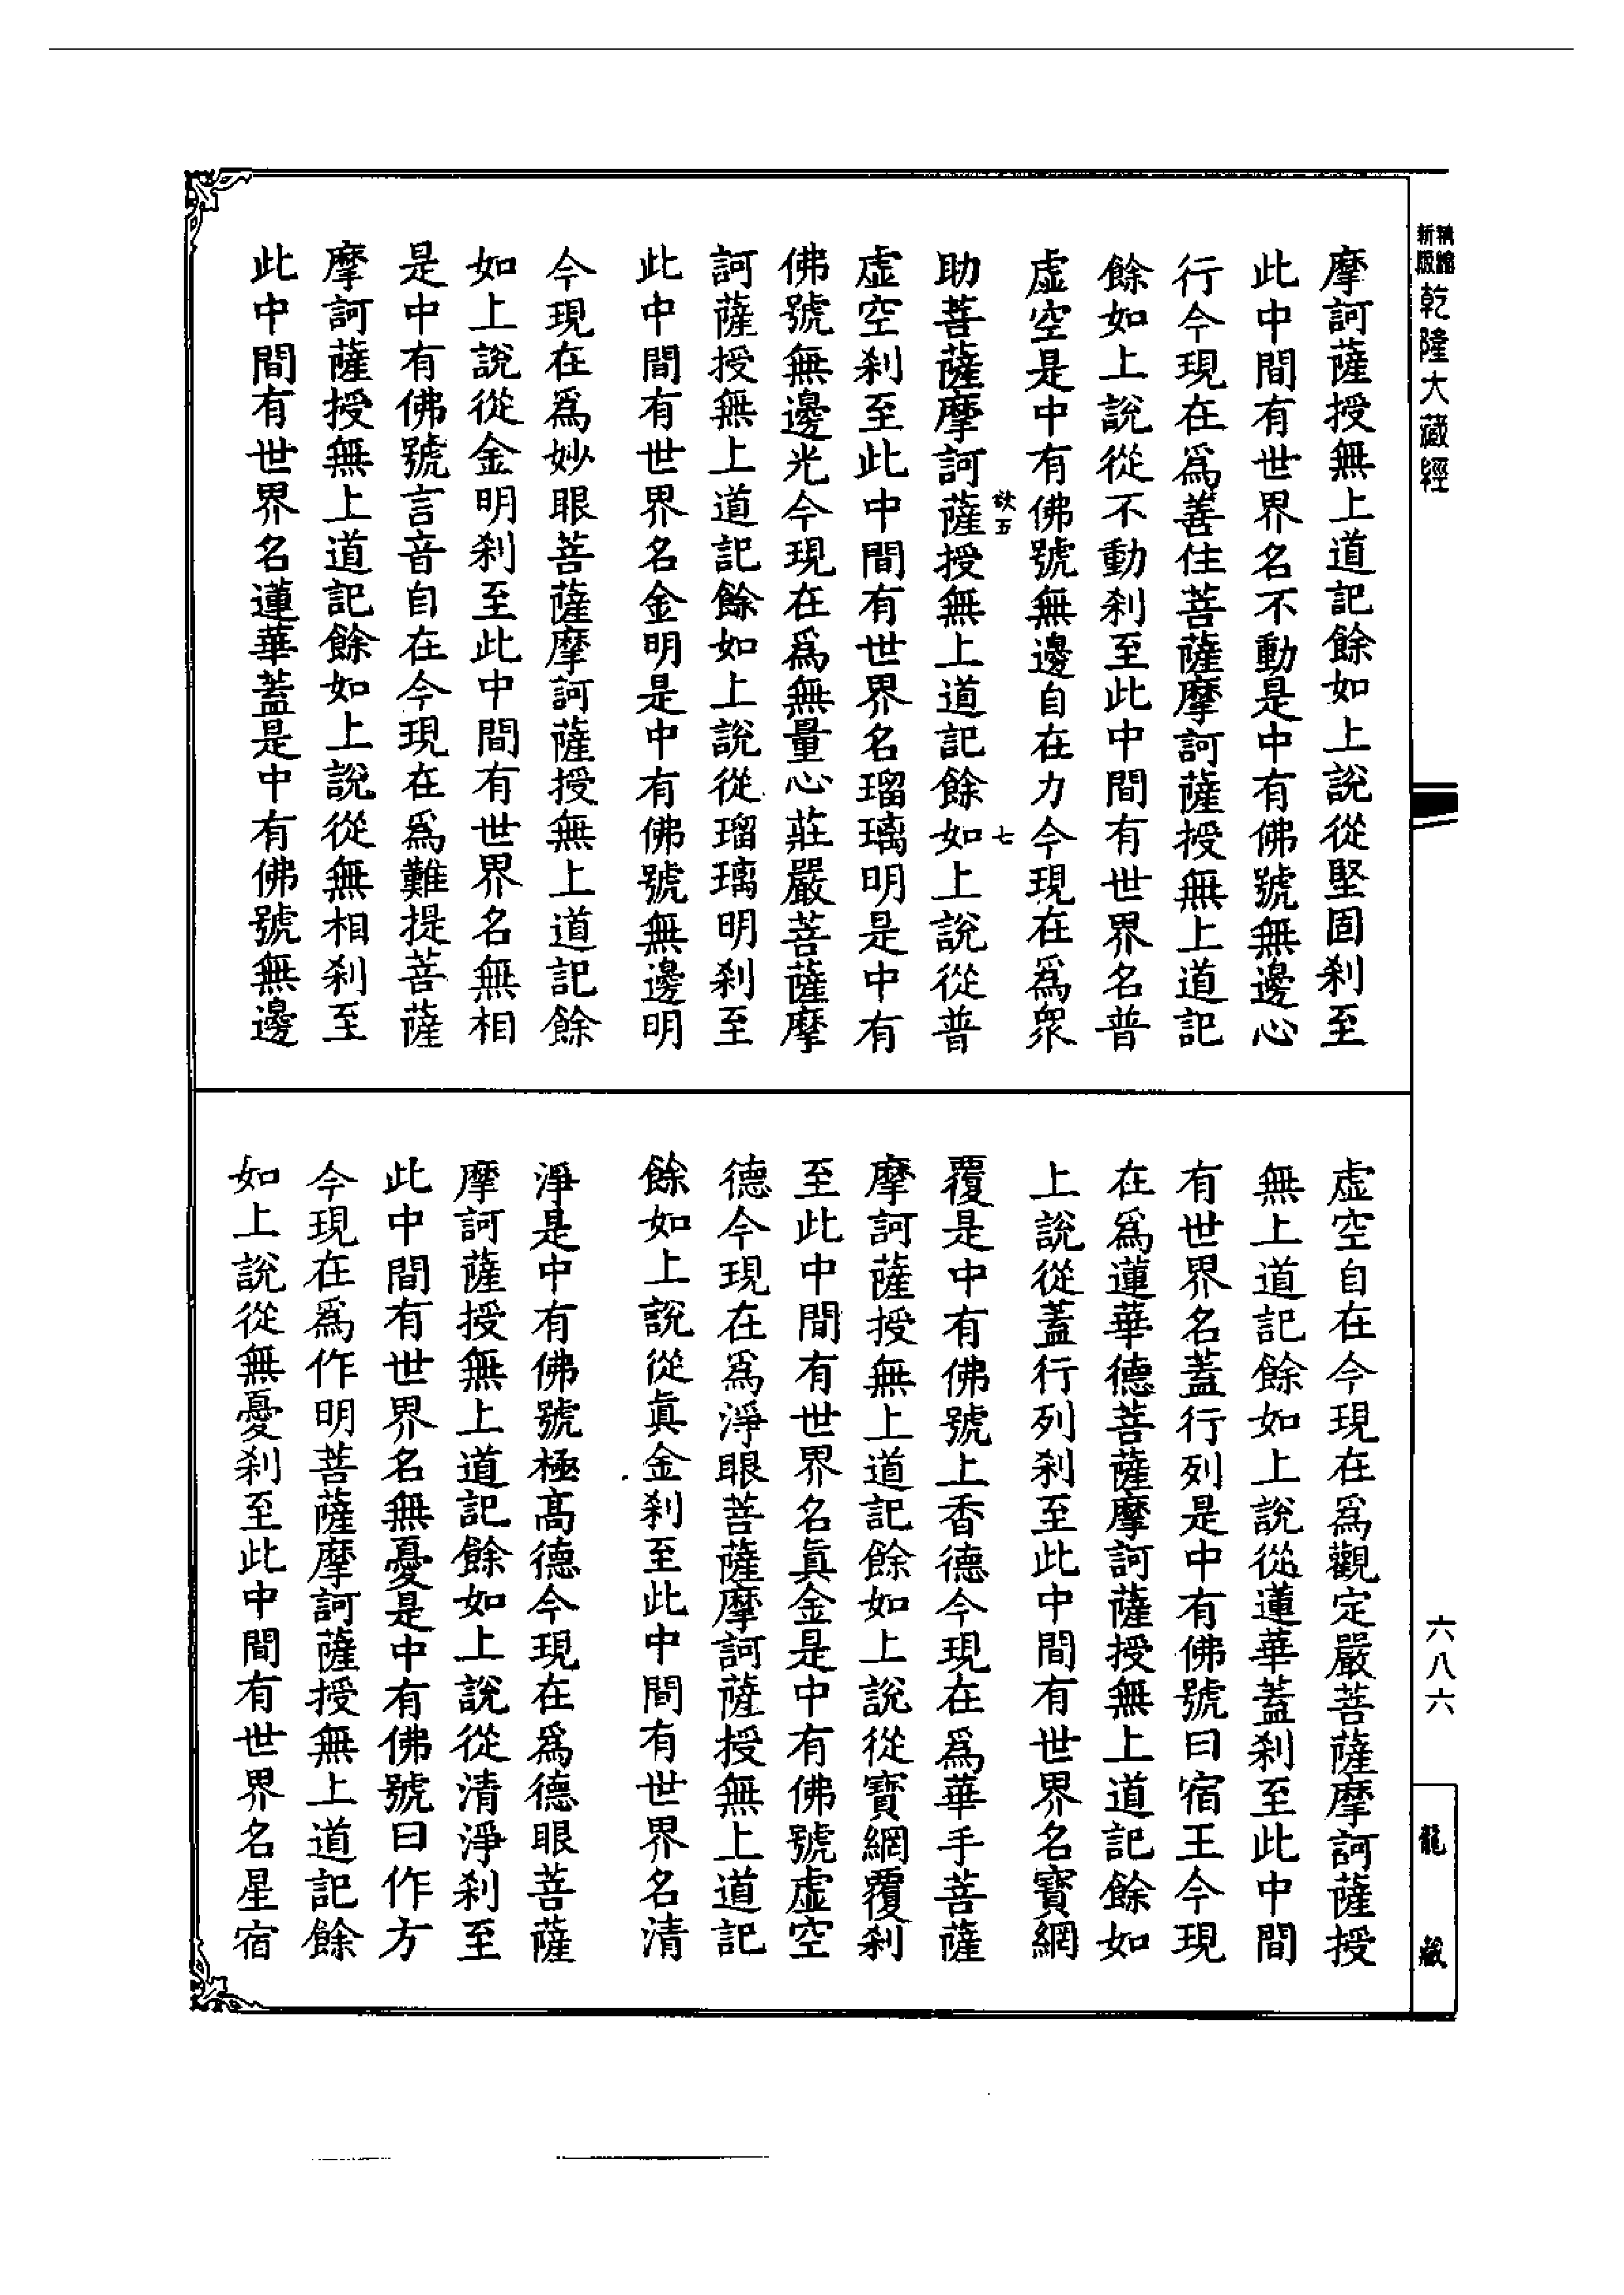 新版精縮乾隆大藏經
摩訶薩授無上道記餘如上說從堅固刹至
此中間有世界名不動是中有佛號無邊心
行今現在爲善住菩薩摩訶薩授無上道記
餘如上說從不動刹至此中間有世界名普
虛空是中有佛號無邊自在力今現在爲眾
七
助菩薩摩訶薩授無上道記餘如上說從普
虛空刹至此中間有世界名瑠璃明是中有
佛號無邊光今現在爲無量心莊嚴菩薩摩
訶薩授無上道記餘如上說從瑠璃明刹至
此中間有世界名金明是中有佛號無邊明
今現在爲妙眼菩薩摩訶薩授無上道記餘
如上說從金明刹至此中間有世界名無相
是中有佛號言音自在今現在爲難提菩薩
摩訶薩授無上道記餘如上說從無相刹至
此中間有世界名蓮華蓋是中有佛號無邊
虛空自在今現在爲觀定嚴菩薩摩訶薩授
無上道記餘如上說從蓮華蓋刹至此中間
有世界名蓋行列是中有佛號曰宿王今現
在爲蓮華德菩薩摩訶薩授無上道記餘如
上說從蓋行列刹至此中間有世界名寶網
覆是中有佛號上香德今現在爲華手菩薩
摩訶薩授無上道記餘如上說從寶網覆刹
至此中間有世界名眞金是中有佛號虛空
德今現在爲淨眼菩薩摩訶薩授無上道記
餘如上說從眞金刹至此中間有世界名清
淨是中有佛號極高德今現在爲德眼菩薩
摩訶薩授無上道記餘如上說從清淨刹至
此中間有世界名無憂是中有佛號曰作方
今現在爲作明菩薩摩訶薩授無上道記餘
如上說從無憂刹至此中間有世界名星宿
六八六
龍藏